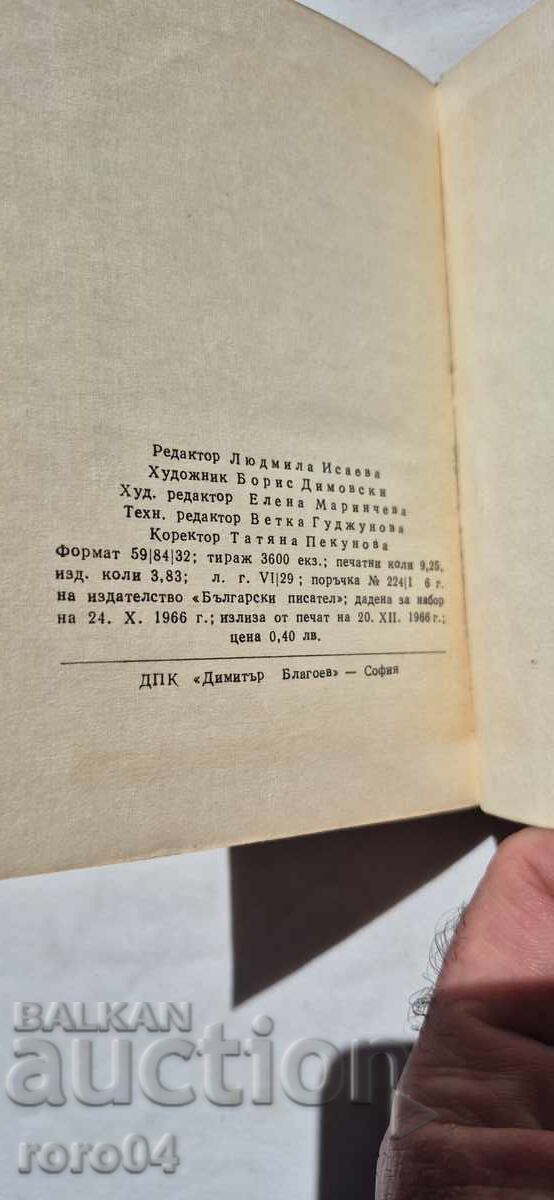 Редактор Людмила Исаева
Художник Борис Димовски
Худ. редактор Елена Маринчева
Техн. редактор Ветка Гуджунова
Коректор Татяна Пекунова
Формат 59/84/32; тираж 3600 екз.; печатни коли 9,25,
изд. коли 3,83; л. г. VI/29; поръчка № 224/1 6 г.
на издателство «Български писател»; дадена за набор
на 24. X. 1966 г.; излиза от печат на 20. XII. 1966 г.;
цена 0,40 лв.
ДПК «Димитър Благоев» — София
BALKAN
auction
roro04